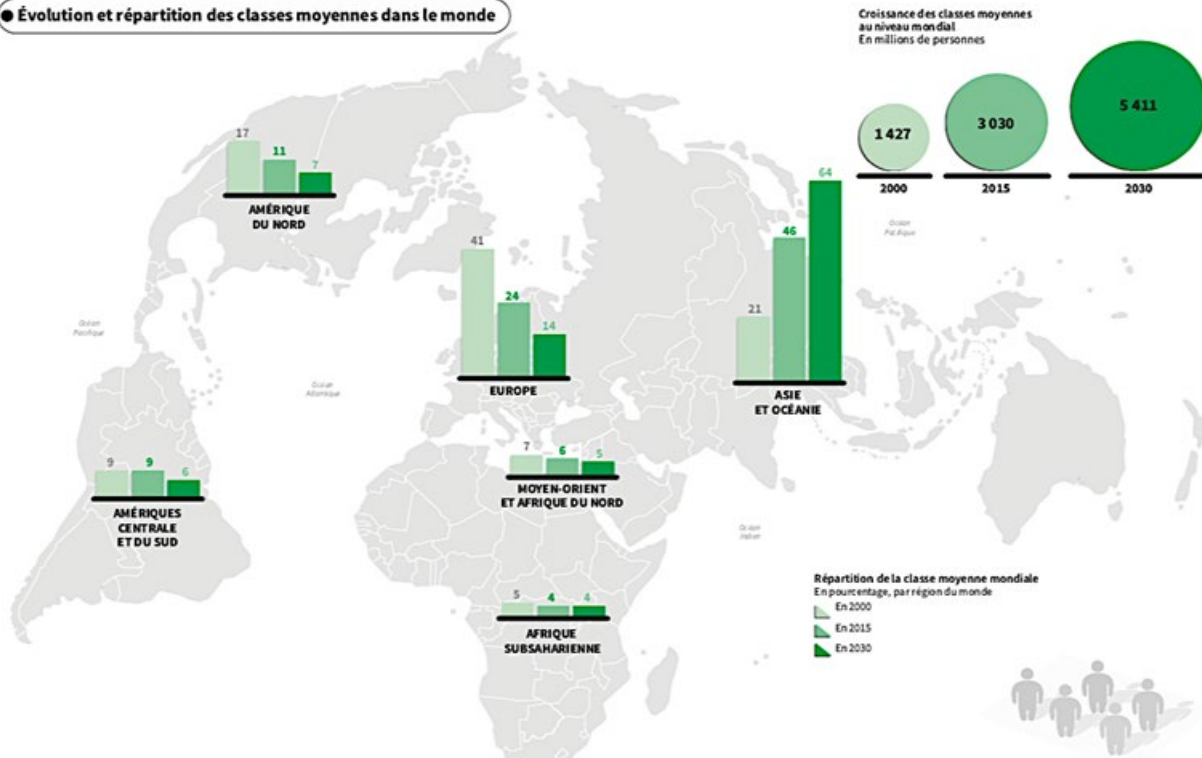 ● Évolution et répartition des classes moyennes dans le monde
Croissance des classes moyennes
au niveau mondial
En millions de personnes
1 427
3 030
5 411
2000
2015
2030
17
11
7
AMÉRIQUE
DU NORD
41
24
14
EUROPE
21
46
64
ASIE
ET OCÉANIE
9
9
6
AMÉRIQUES
CENTRALE
ET DU SUD
7
6
5
MOYEN-ORIENT
ET AFRIQUE DU NORD
5
4
4
AFRIQUE
SUBSAHARIENNE
Océan
Pacifique
Océan
Atlantique
Océan
Pacifique
Océan
Indien
Répartition de la classe moyenne mondiale
En pourcentage, par région du monde
En 2000
En 2015
En 2030